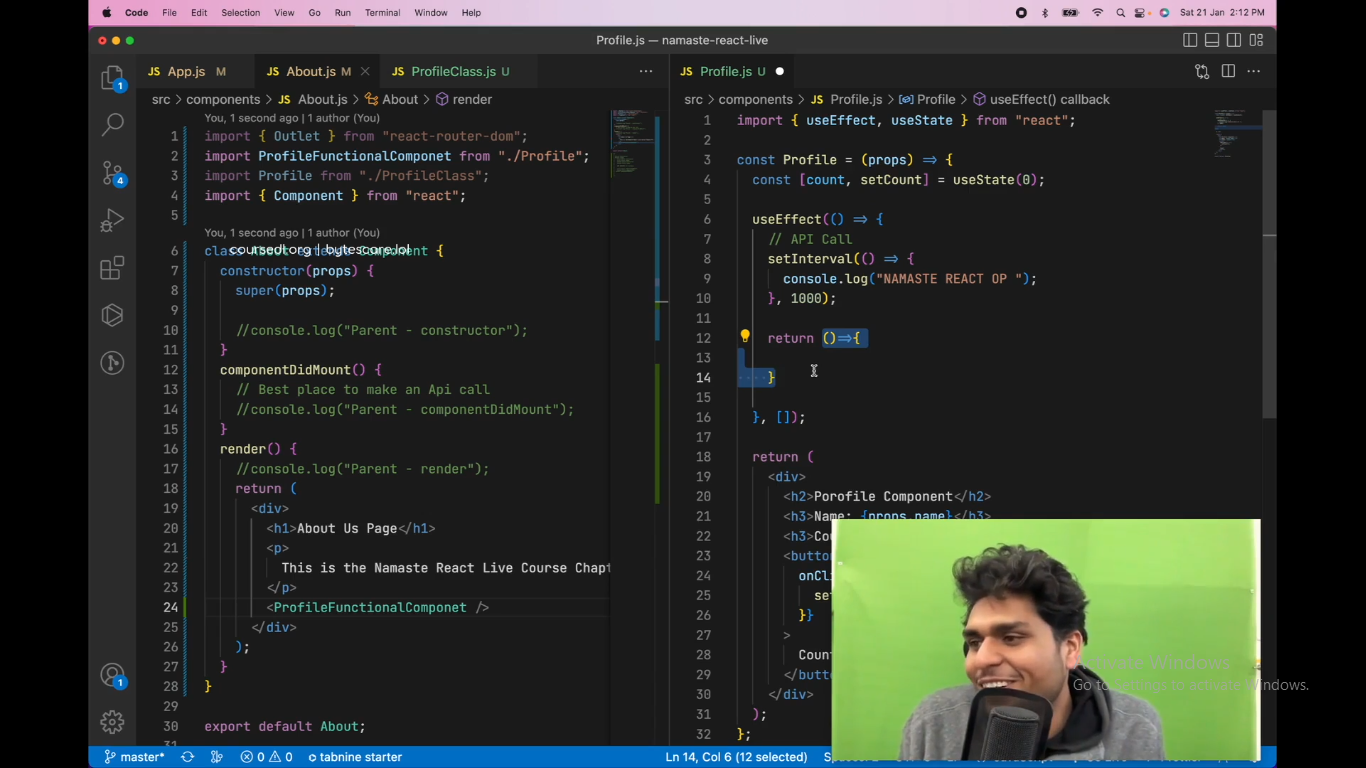 Code File Edit Selection View Go Run Terminal Window Help Sat 21 Jan 2:12 PM
Profile.js — namaste-react-live
JS App.js M JS About.js M JS ProfileClass.js U
src > components > JS About.js > About > render
You, 1 second ago | 1 author (You)
1 import { Outlet } from "react-router-dom";
2 import ProfileFunctionalComponet from "./Profile";
3 import Profile from "./ProfileClass";
4 import { Component } from "react";
5
You, 1 second ago | 1 author (You)
6 class About extends Component {
coursedl.org | bytescore.lol
7 constructor(props) {
8 super(props);
9
10 //console.log("Parent - constructor");
11 }
12 componentDidMount() {
13 // Best place to make an Api call
14 //console.log("Parent - componentDidMount");
15 }
16 render() {
17 //console.log("Parent - render");
18 return (
19 <div>
20 <h1>About Us Page</h1>
21 <p>
22 This is the Namaste React Live Course Chapt
23 </p>
24 <ProfileFunctionalComponet />
25 </div>
26 );
27 }
28 }
29
30 export default About;
31
JS Profile.js U
src > components > JS Profile.js > Profile > useEffect() callback
1 import { useEffect, useState } from "react";
2
3 const Profile = (props) => {
4 const [count, setCount] = useState(0);
5
6 useEffect(() => {
7 // API Call
8 setInterval(() => {
9 console.log("NAMASTE REACT OP ");
10 }, 1000);
11
12 return ()=>{
13
14 }
15
16 }, []);
17
18 return (
19 <div>
20 <h2>Porofile Component</h2>
21 <h3>Name: {props.name}</h3>
22 <h3>Cou
23 <butto
24 onCli
25 se
26 }}
27 >
28 Count
29 </butto
30 </div>
31 );
32 };
1
4
1
Activate Windows
Go to Settings to activate Windows.
master* 0 0 tabnine starter Ln 14, Col 6 (12 selected)